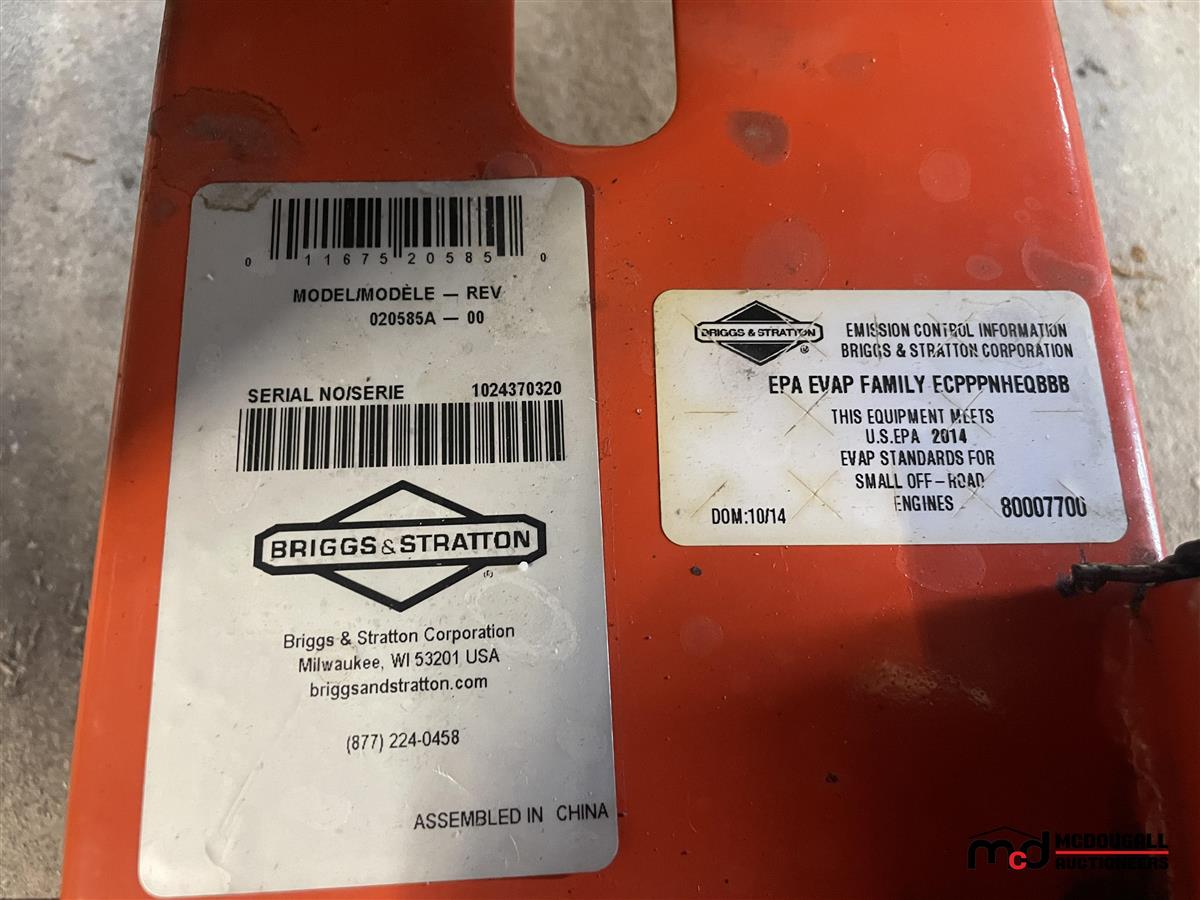 0 11675 20585 0
MODEL/MODÈLE — REV
020585A — 00
SERIAL NO/SÉRIE 1024370320
BRIGGS & STRATTON
®
Briggs & Stratton Corporation
Milwaukee, WI 53201 USA
briggsandstratton.com
(877) 224-0458
ASSEMBLED IN CHINA
BRIGGS & STRATTON ®
EMISSION CONTROL INFORMATION
BRIGGS & STRATTON CORPORATION
EPA EVAP FAMILY ECPPPNHEQBBB
THIS EQUIPMENT MEETS
U.S.EPA 2014
EVAP STANDARDS FOR
SMALL OFF-ROAD
ENGINES
DOM:10/14
80007700
mcd MCDOUGALL
AUCTIONEERS